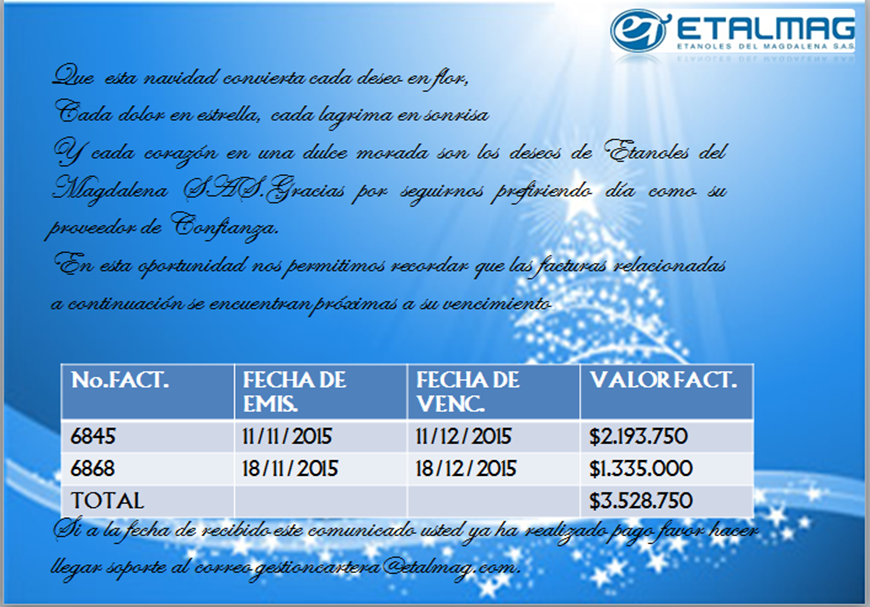 ETALMAG
ETANOLES DEL MAGDALENA S.A.S.
Que esta navidad convierta cada deseo en flor,
Cada dolor en estrella, cada lagrima en sonrisa
Y cada corazón en una dulce morada son los deseos de Etanoles del
Magdalena SAS.Gracias por seguirnos prefiriendo día como su
proveedor de Confianza.
En esta oportunidad nos permitimos recordar que las facturas relacionadas
a continuación se encuentran próximas a su vencimiento
No.FACT. FECHA DE EMIS. FECHA DE VENC. VALOR FACT.
6845 11/11/2015 11/12/2015 $2.193.750
6868 18/11/2015 18/12/2015 $1.335.000
TOTAL $3.528.750
Si a la fecha de recibido este comunicado usted ya ha realizado pago favor hacer
llegar soporte al correo gestioncartera@etalmag.com.